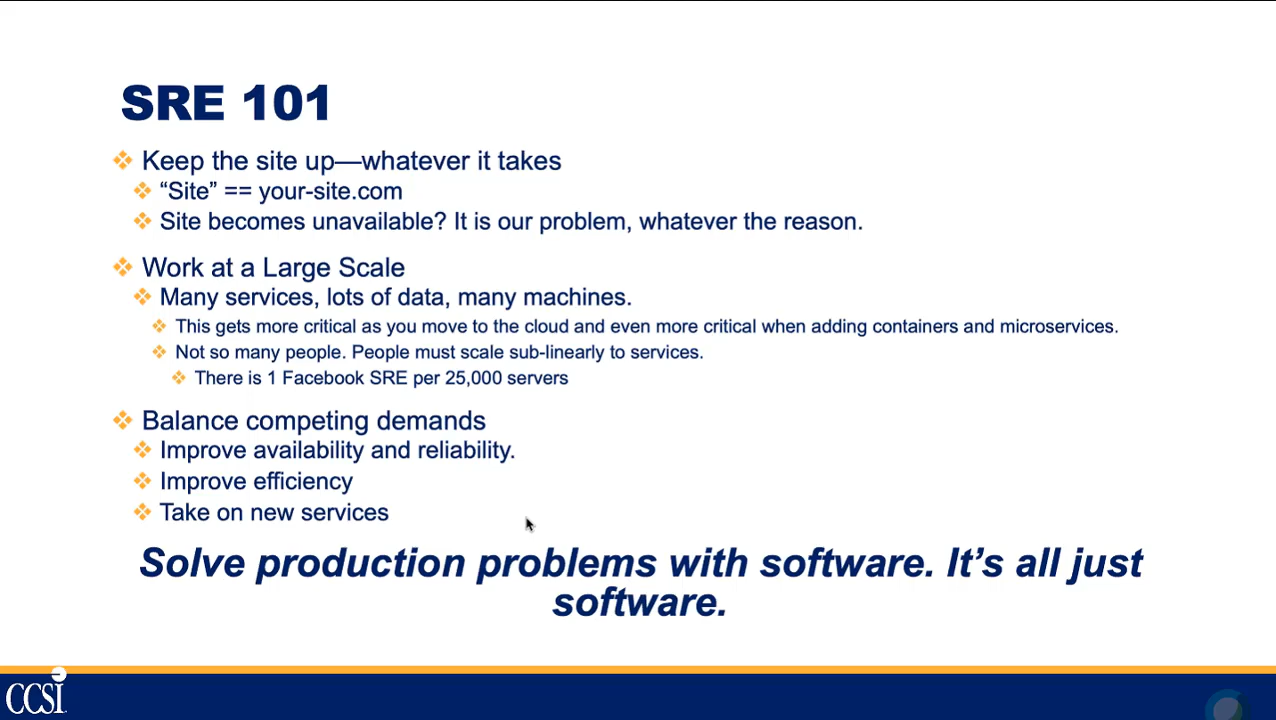 SRE 101
Keep the site up—whatever it takes
“Site” == your-site.com
Site becomes unavailable? It is our problem, whatever the reason.
Work at a Large Scale
Many services, lots of data, many machines.
This gets more critical as you move to the cloud and even more critical when adding containers and microservices.
Not so many people. People must scale sub-linearly to services.
There is 1 Facebook SRE per 25,000 servers
Balance competing demands
Improve availability and reliability.
Improve efficiency
Take on new services
Solve production problems with software. It’s all just
software.
CCSI